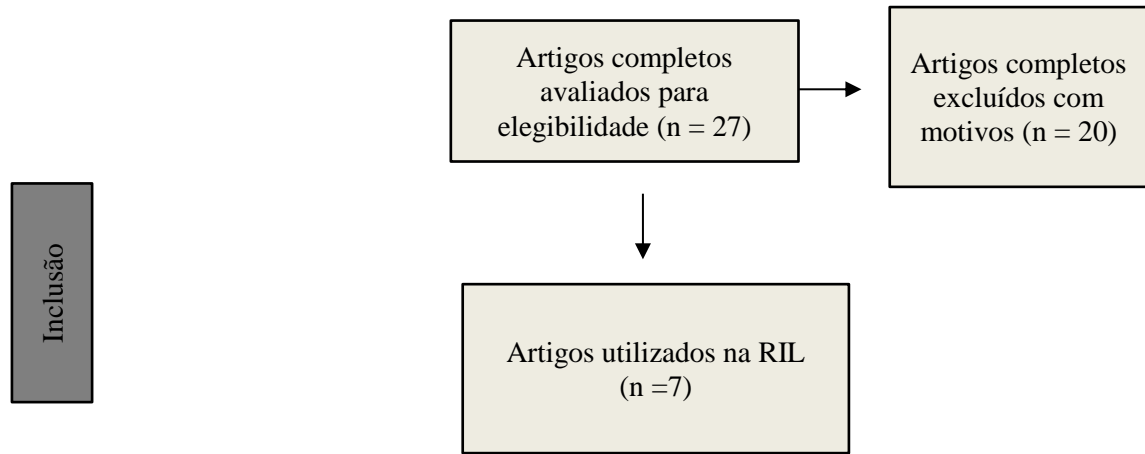 Artigos completos
avaliados para
elegibilidade (n = 27)
Artigos completos
excluídos com
motivos (n = 20)
Inclusão
Artigos utilizados na RIL
(n =7)